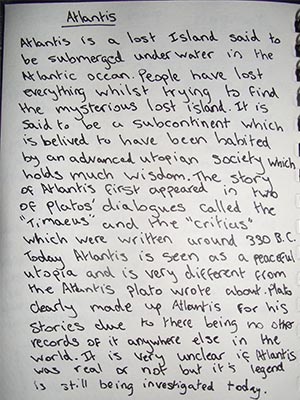 Atlantis
Atlantis is a lost Island said to
be submerged under water in the
Atlantic ocean. People have lost
everything whilst trying to find
the mysterious lost island. It is
said to be a subcontinent which
is belived to have been habited
by an advanced utopian society which
holds much wisdom. The story
of Atlantis first appeared in two
of Platos' dialogues called the
"Timaeus" and the "Critius"
which were written around 330 B.C.
Today Atlantis is seen as a peaceful
utopia and is very different from
the Atlantis Plato wrote about. Plato
clearly made up Atlantis for his
stories due to there being no other
records of it anywhere else in the
world. It is very unclear if Atlantis
was real or not but it's legend
is still being investigated today.